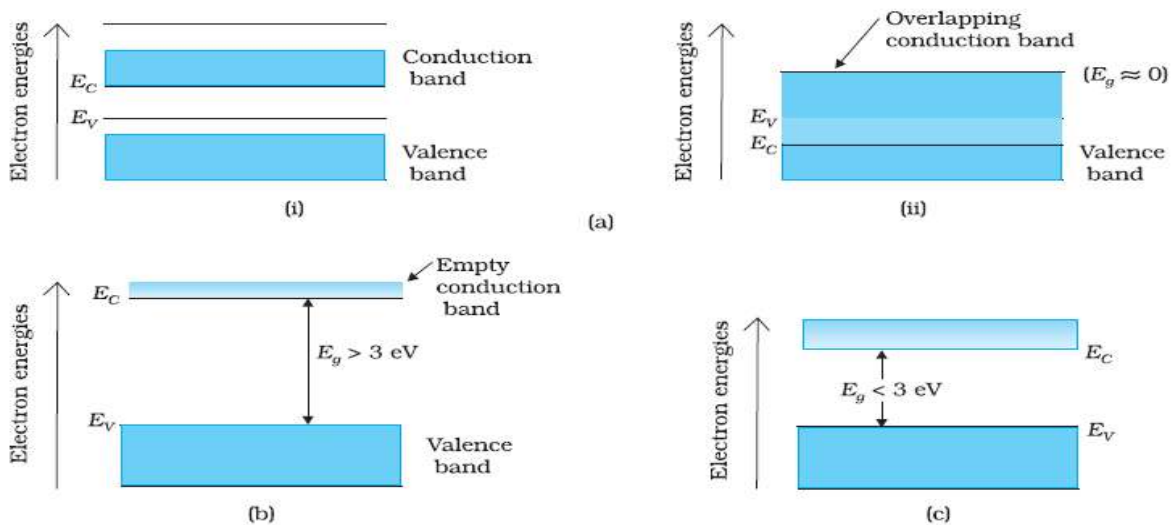 Electron energies
Conduction
band
E_C
E_V
Valence
band
(i)
Electron energies
Overlapping
conduction band
(E_g ≈ 0)
E_V
E_C
Valence
band
(ii)
(a)
Electron energies
Empty
conduction
band
E_C
E_g > 3 eV
E_V
Valence
band
(b)
Electron energies
E_C
E_g < 3 eV
E_V
(c)